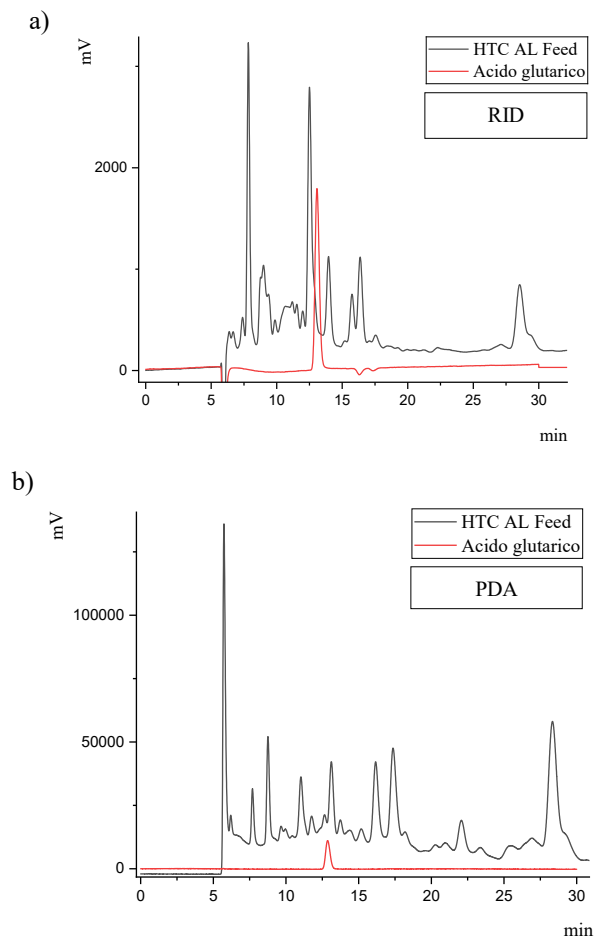 a)
mV
HTC AL Feed
Acido glutarico
RID
2000
0
0 5 10 15 20 25 30
min
b)
mV
HTC AL Feed
Acido glutarico
PDA
100000
50000
0
0 5 10 15 20 25 30
min